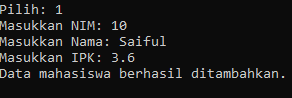 Pilih: 1
Masukkan NIM: 10
Masukkan Nama: Saiful
Masukkan IPK: 3.6
Data mahasiswa berhasil ditambahkan.